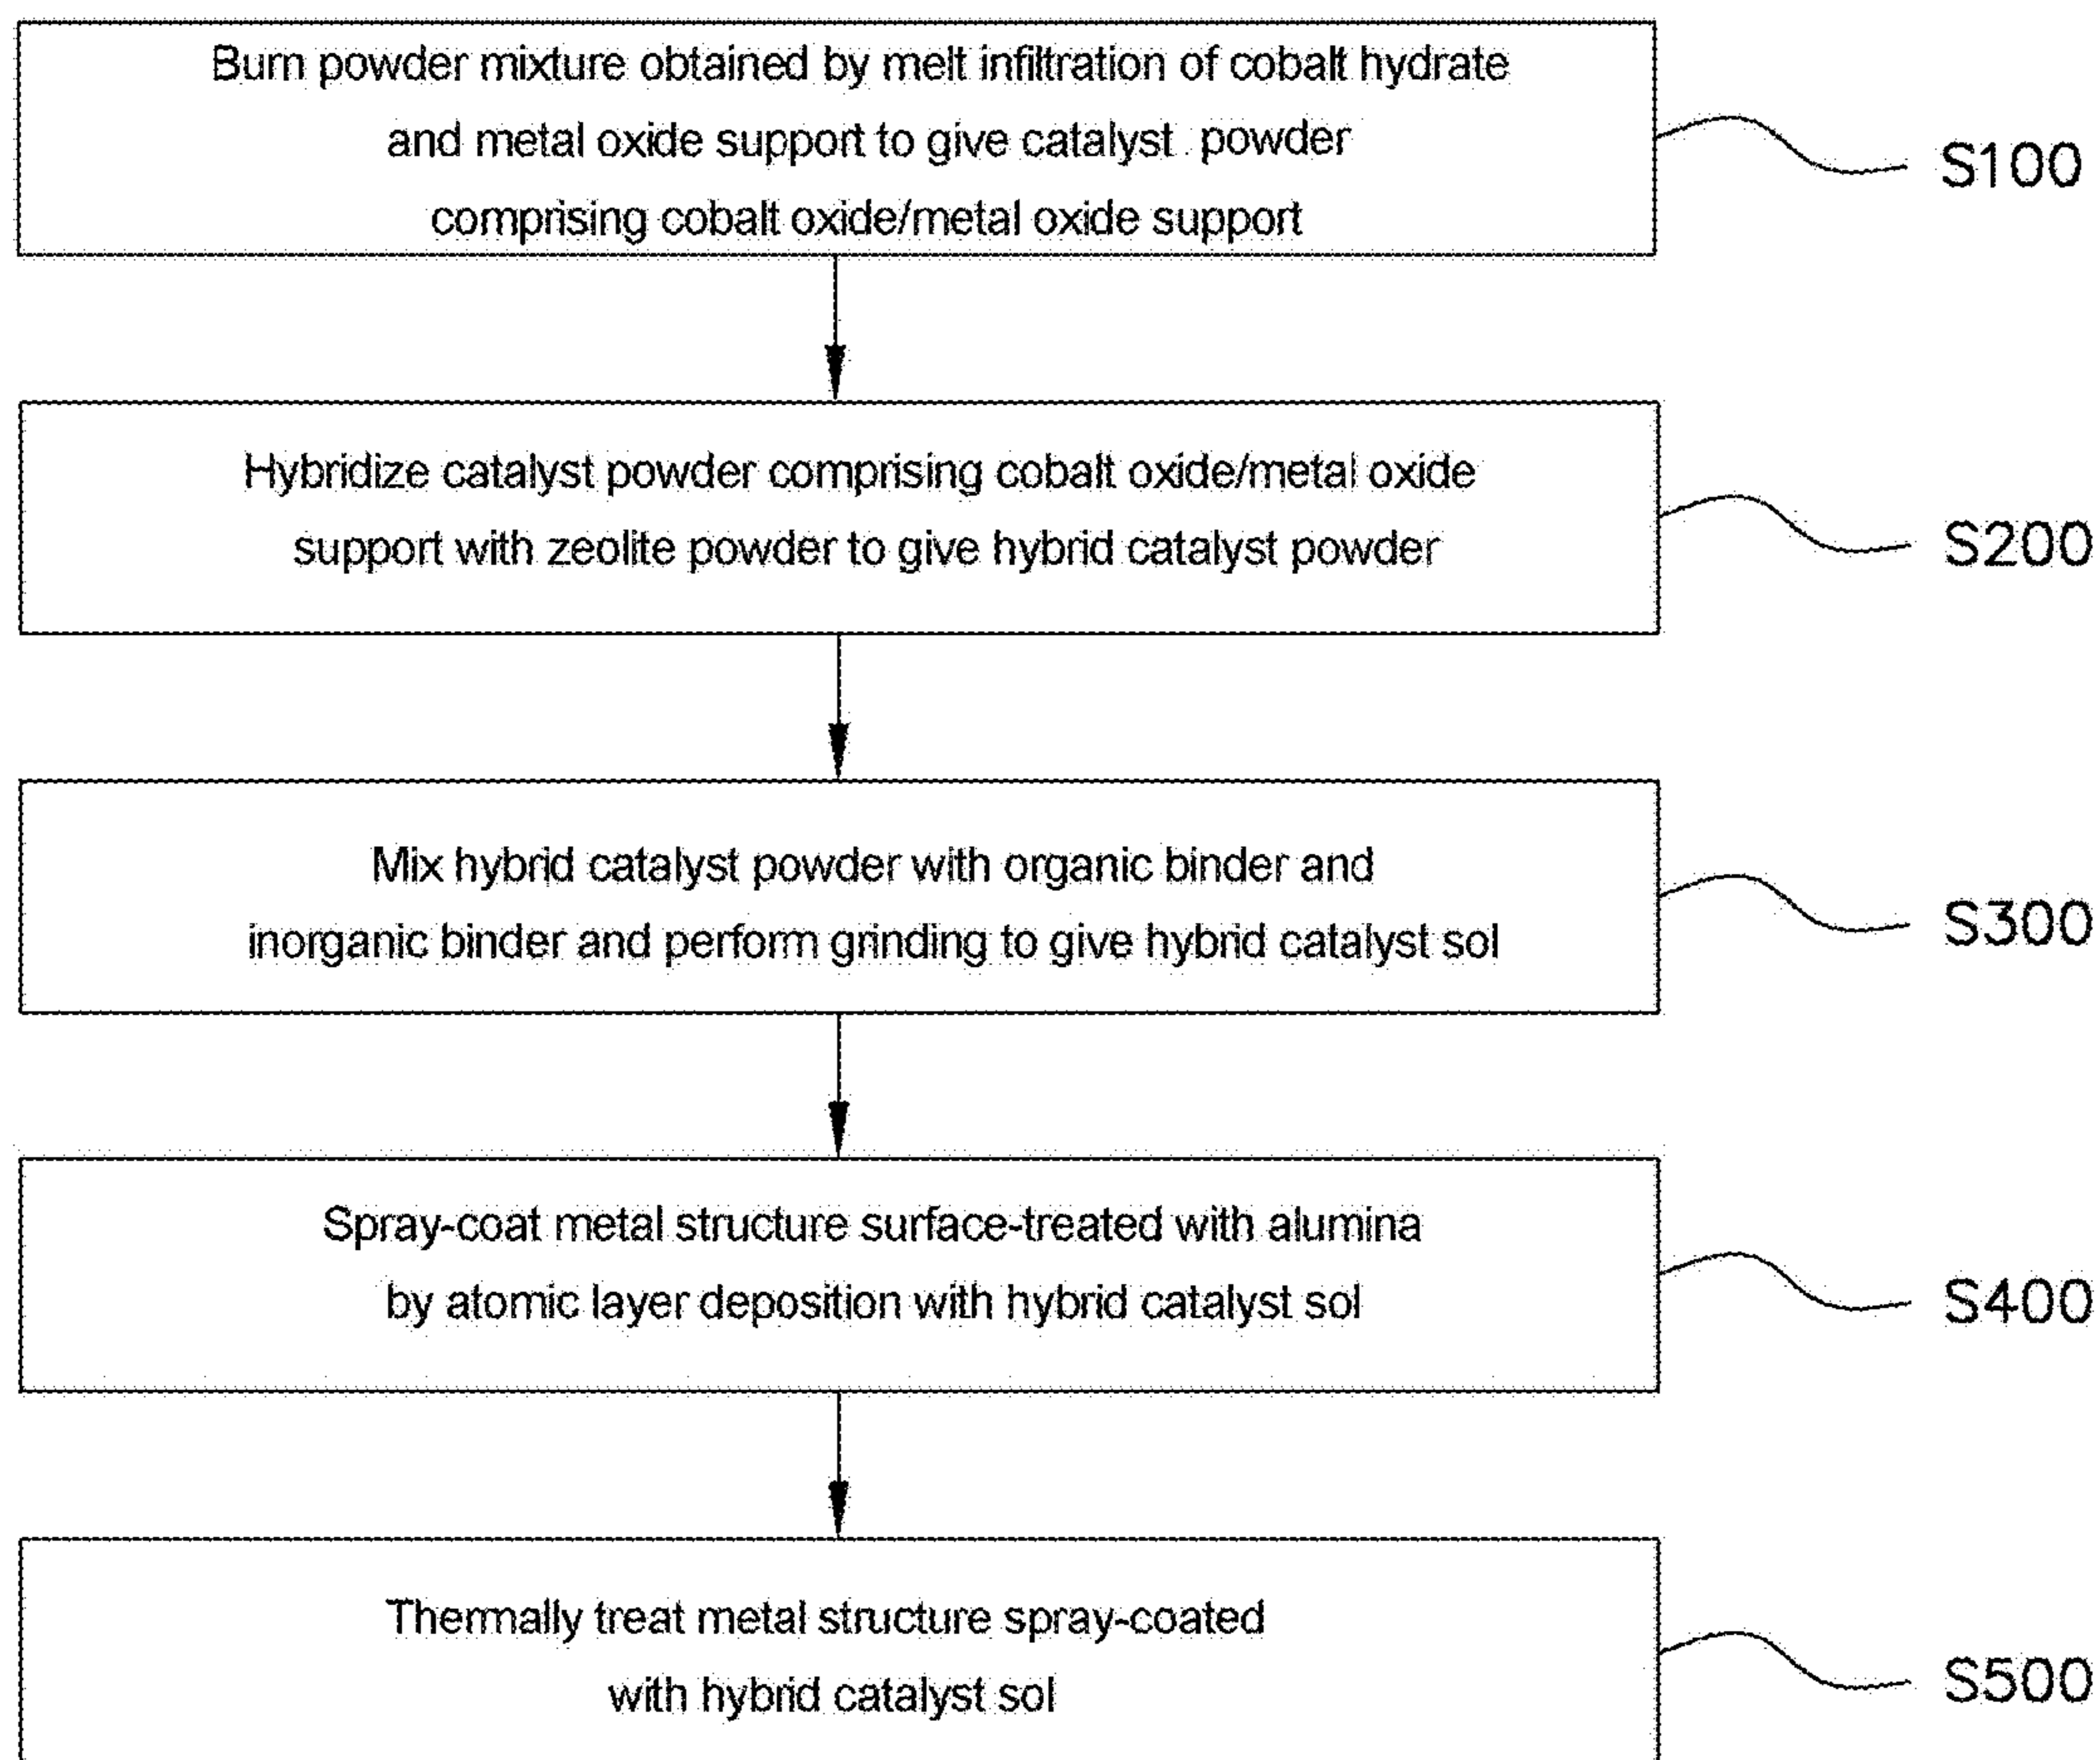 Burn powder mixture obtained by melt infiltration of cobalt hydrate
and metal oxide support to give catalyst powder
comprising cobalt oxide/metal oxide support
S100
Hybridize catalyst powder comprising cobalt oxide/metal oxide
support with zeolite powder to give hybrid catalyst powder
S200
Mix hybrid catalyst powder with organic binder and
inorganic binder and perform grinding to give hybrid catalyst sol
S300
Spray-coat metal structure surface-treated with alumina
by atomic layer deposition with hybrid catalyst sol
S400
Thermally treat metal structure spray-coated
with hybrid catalyst sol
S500